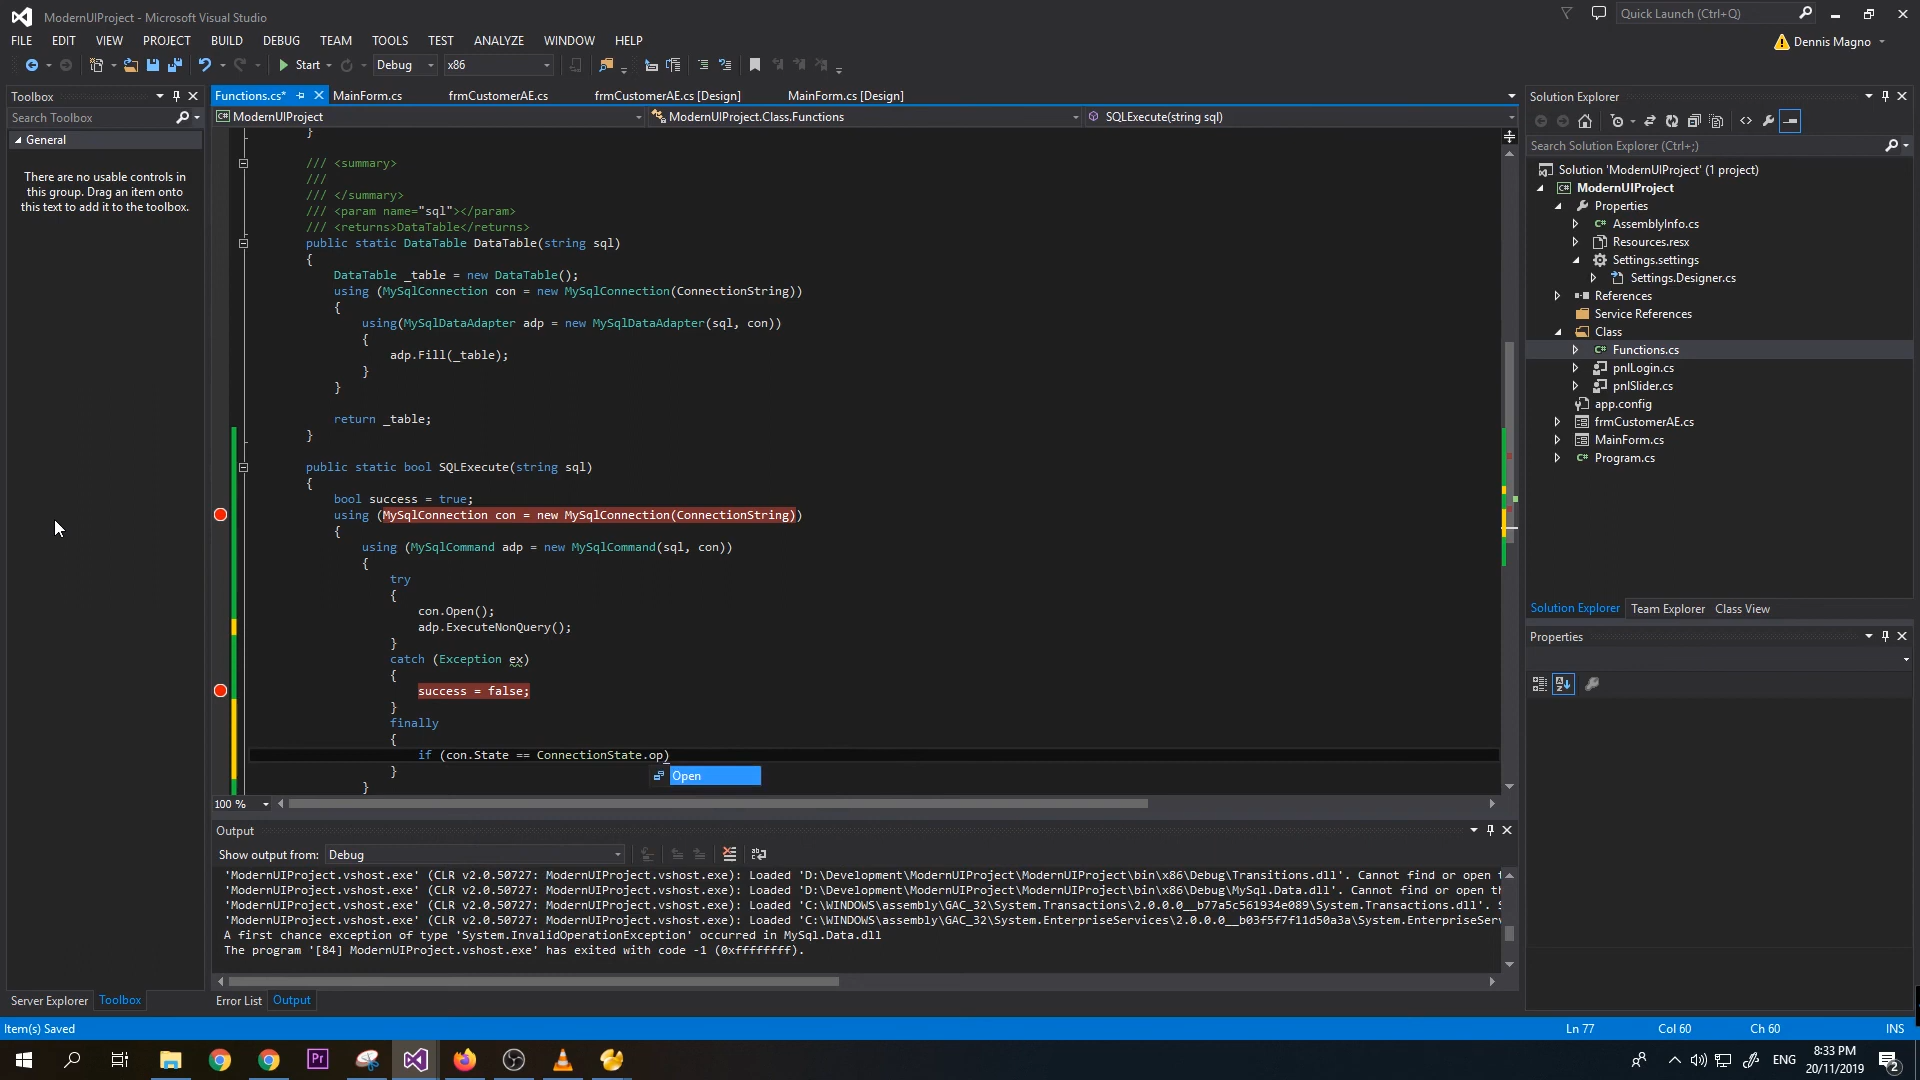 ModernUIProject - Microsoft Visual Studio
Quick Launch (Ctrl+Q)
FILE EDIT VIEW PROJECT BUILD DEBUG TEAM TOOLS TEST ANALYZE WINDOW HELP
Dennis Magno
Start Debug x86
Toolbox
Search Toolbox
General
There are no usable controls in
this group. Drag an item onto
this text to add it to the toolbox.
Server Explorer Toolbox
Functions.cs* MainForm.cs frmCustomerAE.cs frmCustomerAE.cs [Design] MainForm.cs [Design]
ModernUIProject ModernUIProject.Class.Functions SQLExecute(string sql)
}
/// <summary>
///
/// </summary>
/// <param name="sql"></param>
/// <returns>DataTable</returns>
public static DataTable DataTable(string sql)
{
DataTable _table = new DataTable();
using (MySqlConnection con = new MySqlConnection(ConnectionString))
{
using(MySqlDataAdapter adp = new MySqlDataAdapter(sql, con))
{
adp.Fill(_table);
}
}
return _table;
}
public static bool SQLExecute(string sql)
{
bool success = true;
using (MySqlConnection con = new MySqlConnection(ConnectionString))
{
using (MySqlCommand adp = new MySqlCommand(sql, con))
{
try
{
con.Open();
adp.ExecuteNonQuery();
}
catch (Exception ex)
{
success = false;
}
finally
{
if (con.State == ConnectionState.op)
Open
}
}
100 %
Output
Show output from: Debug
'ModernUIProject.vshost.exe' (CLR v2.0.50727: ModernUIProject.vshost.exe): Loaded 'D:\Development\ModernUIProject\ModernUIProject\bin\x86\Debug\Transitions.dll'. Cannot find or open t
'ModernUIProject.vshost.exe' (CLR v2.0.50727: ModernUIProject.vshost.exe): Loaded 'D:\Development\ModernUIProject\ModernUIProject\bin\x86\Debug\MySql.Data.dll'. Cannot find or open th
'ModernUIProject.vshost.exe' (CLR v2.0.50727: ModernUIProject.vshost.exe): Loaded 'C:\WINDOWS\assembly\GAC_32\System.Transactions\2.0.0.0__b77a5c561934e089\System.Transactions.dll'. S
'ModernUIProject.vshost.exe' (CLR v2.0.50727: ModernUIProject.vshost.exe): Loaded 'C:\WINDOWS\assembly\GAC_32\System.EnterpriseServices\2.0.0.0__b03f5f7f11d50a3a\System.EnterpriseServ
A first chance exception of type 'System.InvalidOperationException' occurred in MySql.Data.dll
The program '[84] ModernUIProject.vshost.exe' has exited with code -1 (0xffffffff).
Error List Output
Solution Explorer
Search Solution Explorer (Ctrl+;)
Solution 'ModernUIProject' (1 project)
ModernUIProject
Properties
AssemblyInfo.cs
Resources.resx
Settings.settings
Settings.Designer.cs
References
Service References
Class
Functions.cs
pnlLogin.cs
pnlSlider.cs
app.config
frmCustomerAE.cs
MainForm.cs
Program.cs
Solution Explorer Team Explorer Class View
Properties
Item(s) Saved Ln 77 Col 60 Ch 60 INS
Pr
ENG
8:33 PM
20/11/2019
2